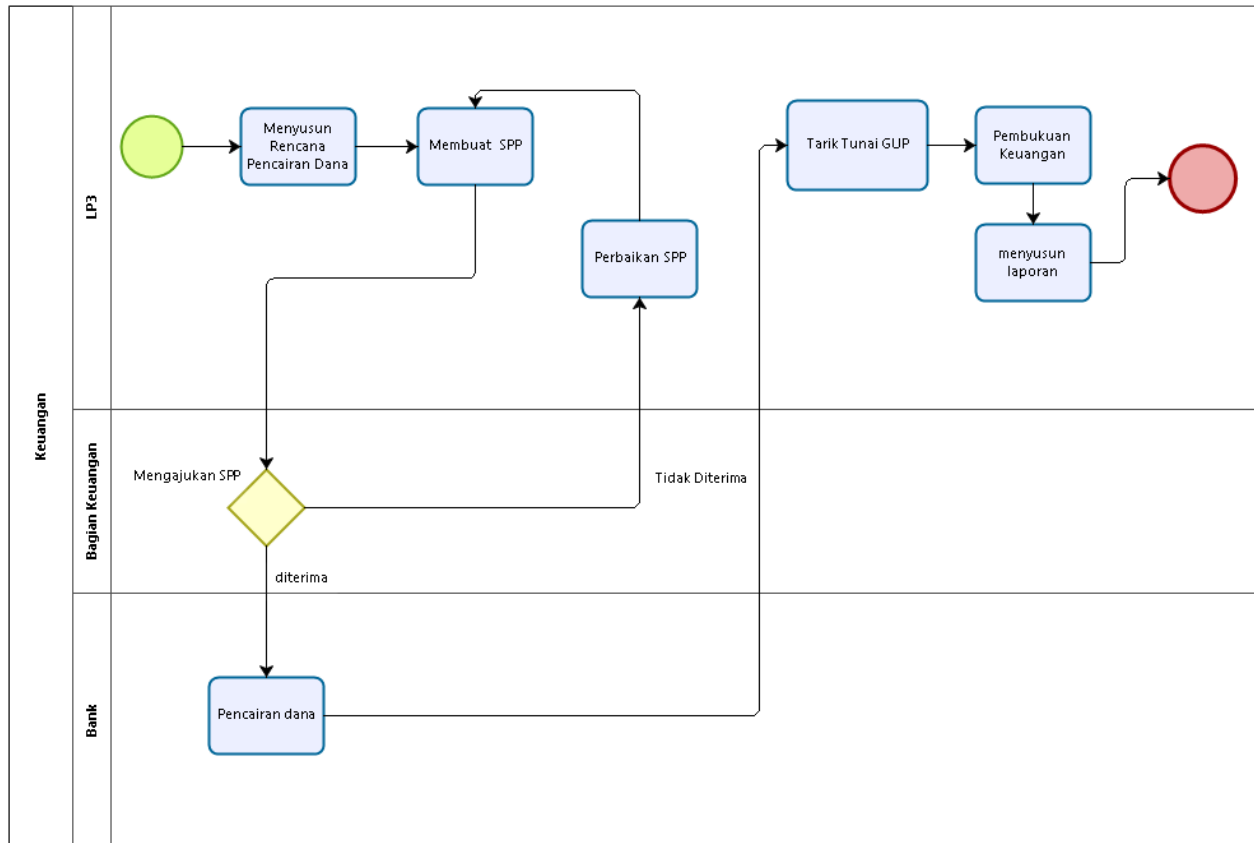 Keuangan
LP3
Menyusun
Rencana
Pencairan Dana
Membuat SPP
Perbaikan SPP
Tarik Tunai GUP
Pembukuan
Keuangan
menyusun
laporan
Bagian Keuangan
Mengajukan SPP
Tidak Diterima
diterima
Bank
Pencairan dana